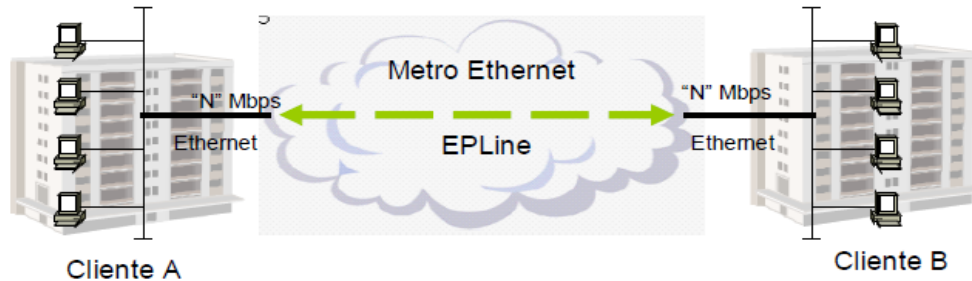 Metro Ethernet
"N" Mbps
"N" Mbps
Ethernet
EPLine
Ethernet
Cliente A
Cliente B